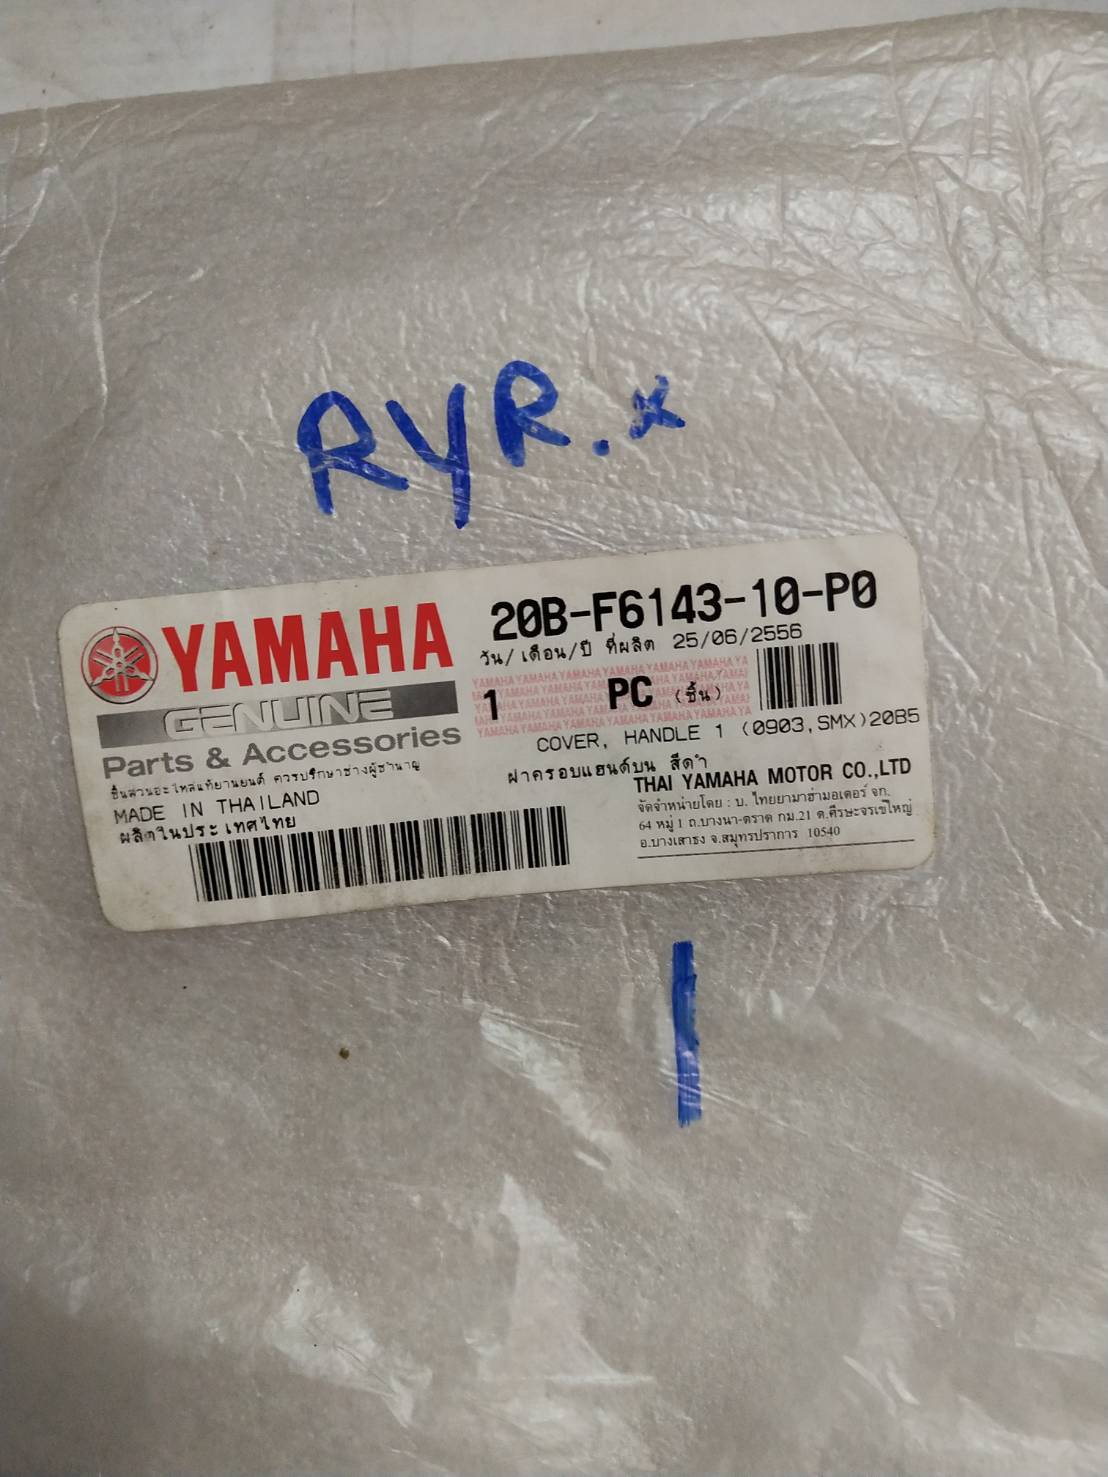 RYR.x
YAMAHA
GENUINE
Parts & Accessories
ชิ้นส่วนอะไหล่แท้ยานยนต์ ควรปรึกษาช่างผู้ชำนาญ
MADE IN THAILAND
ผลิตในประเทศไทย
20B-F6143-10-P0
วัน/เดือน/ปี ที่ผลิต 25/06/2556
1 PC (ชิ้น)
COVER, HANDLE 1 (0903,SMX)20B5
ฝาครอบแฮนด์บน สีดำ
THAI YAMAHA MOTOR CO.,LTD
จัดจำหน่ายโดย : บ. ไทยยามาฮ่ามอเตอร์ จก.
64 หมู่ 1 ถ.บางนา-ตราด กม.21 ต.ศีรษะจรเข้ใหญ่
อ.บางเสาธง จ.สมุทรปราการ 10540
1